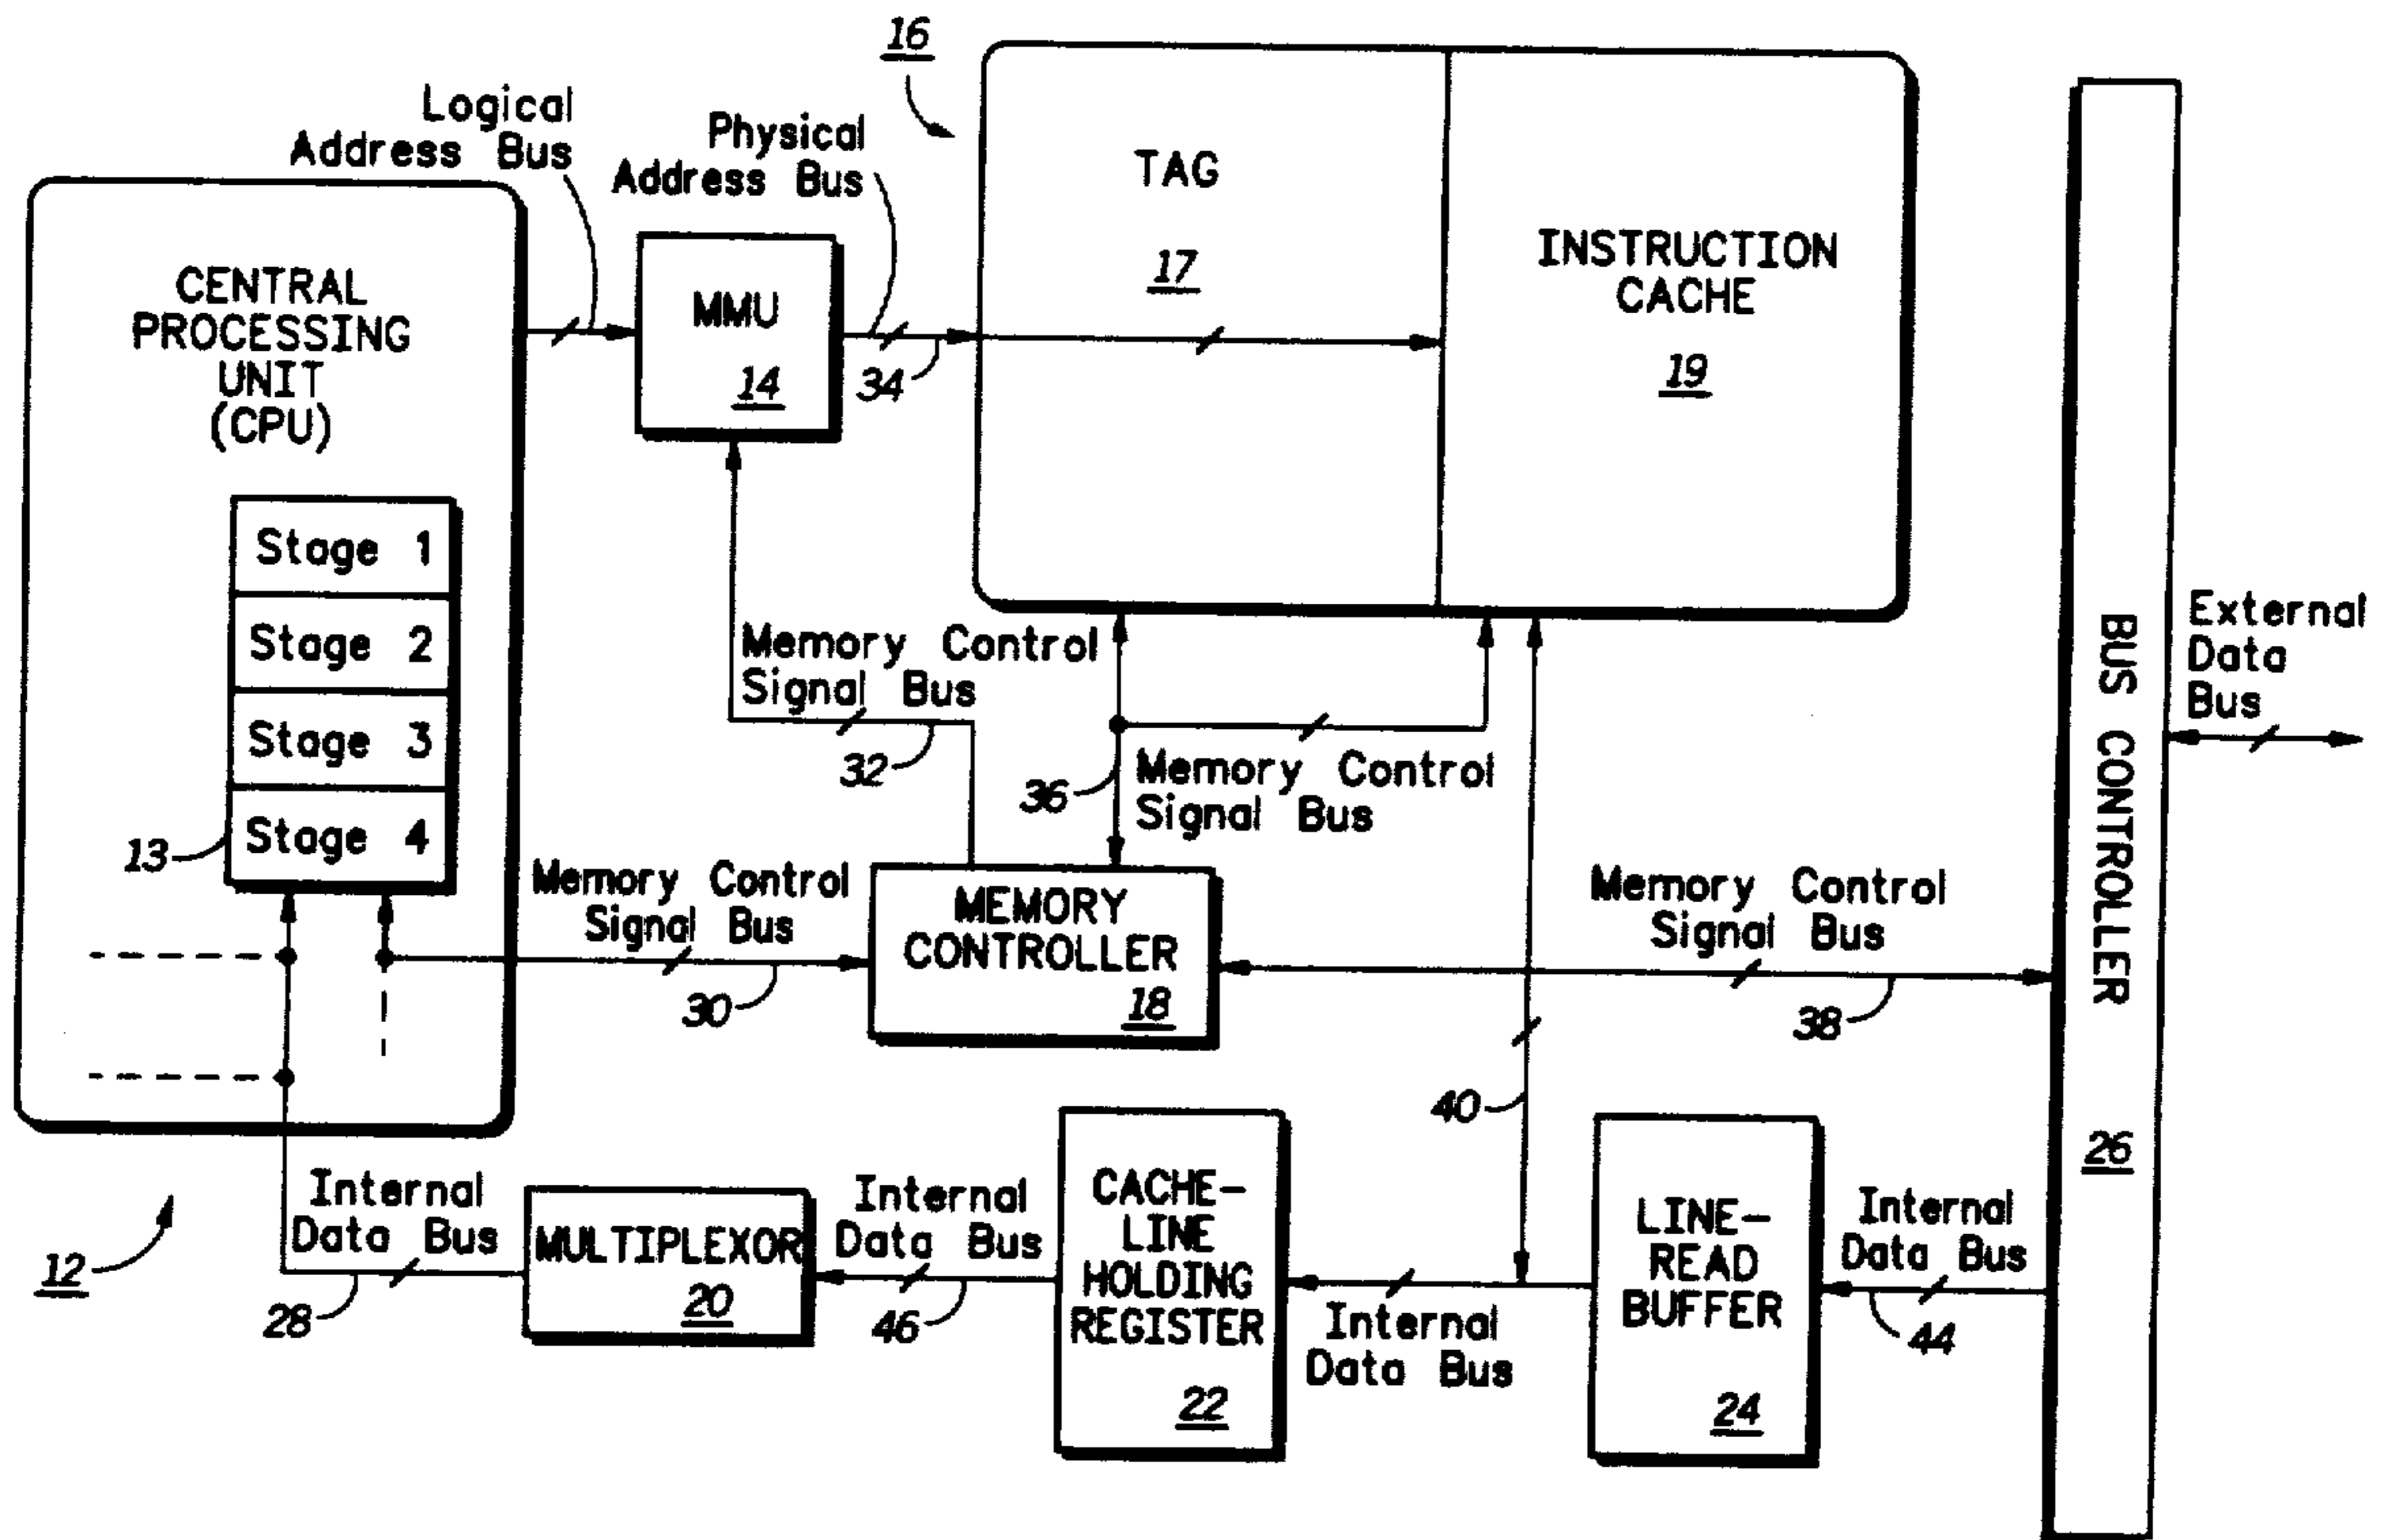 16
Logical
Address Bus
Physical
Address Bus
TAG
17
INSTRUCTION
CACHE
19
CENTRAL
PROCESSING
UNIT
(CPU)
MMU
14
34
Stage 1
Stage 2
Stage 3
Stage 4
13
Memory Control
Signal Bus
32
36
Memory Control
Signal Bus
External
Data
Bus
BUS CONTROLLER
26
Memory Control
Signal Bus
30
MEMORY
CONTROLLER
18
Memory Control
Signal Bus
38
40
12
Internal
Data Bus
28
MULTIPLEXOR
20
Internal
Data Bus
46
CACHE-
LINE
HOLDING
REGISTER
22
Internal
Data Bus
LINE-
READ
BUFFER
24
Internal
Data Bus
44